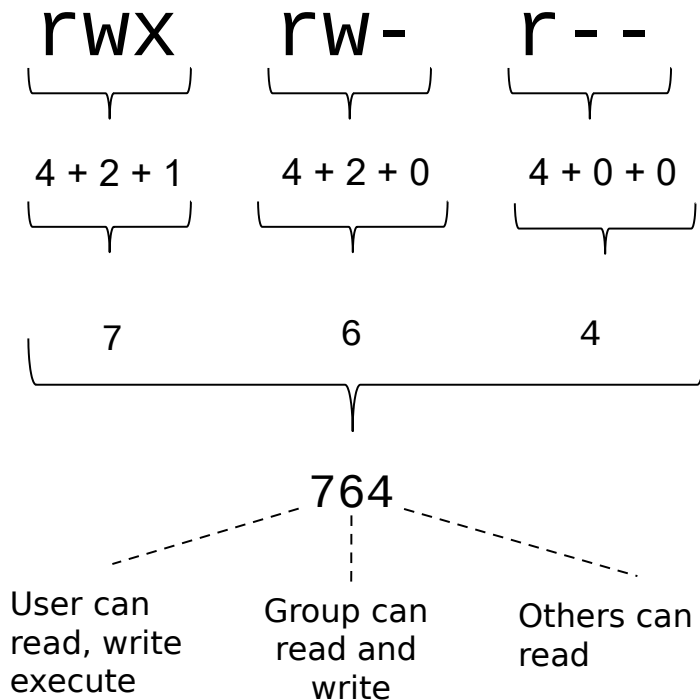 rwx rw- r--
4 + 2 + 1 4 + 2 + 0 4 + 0 + 0
7 6 4
764
User can
read, write
execute
Group can
read and
write
Others can
read